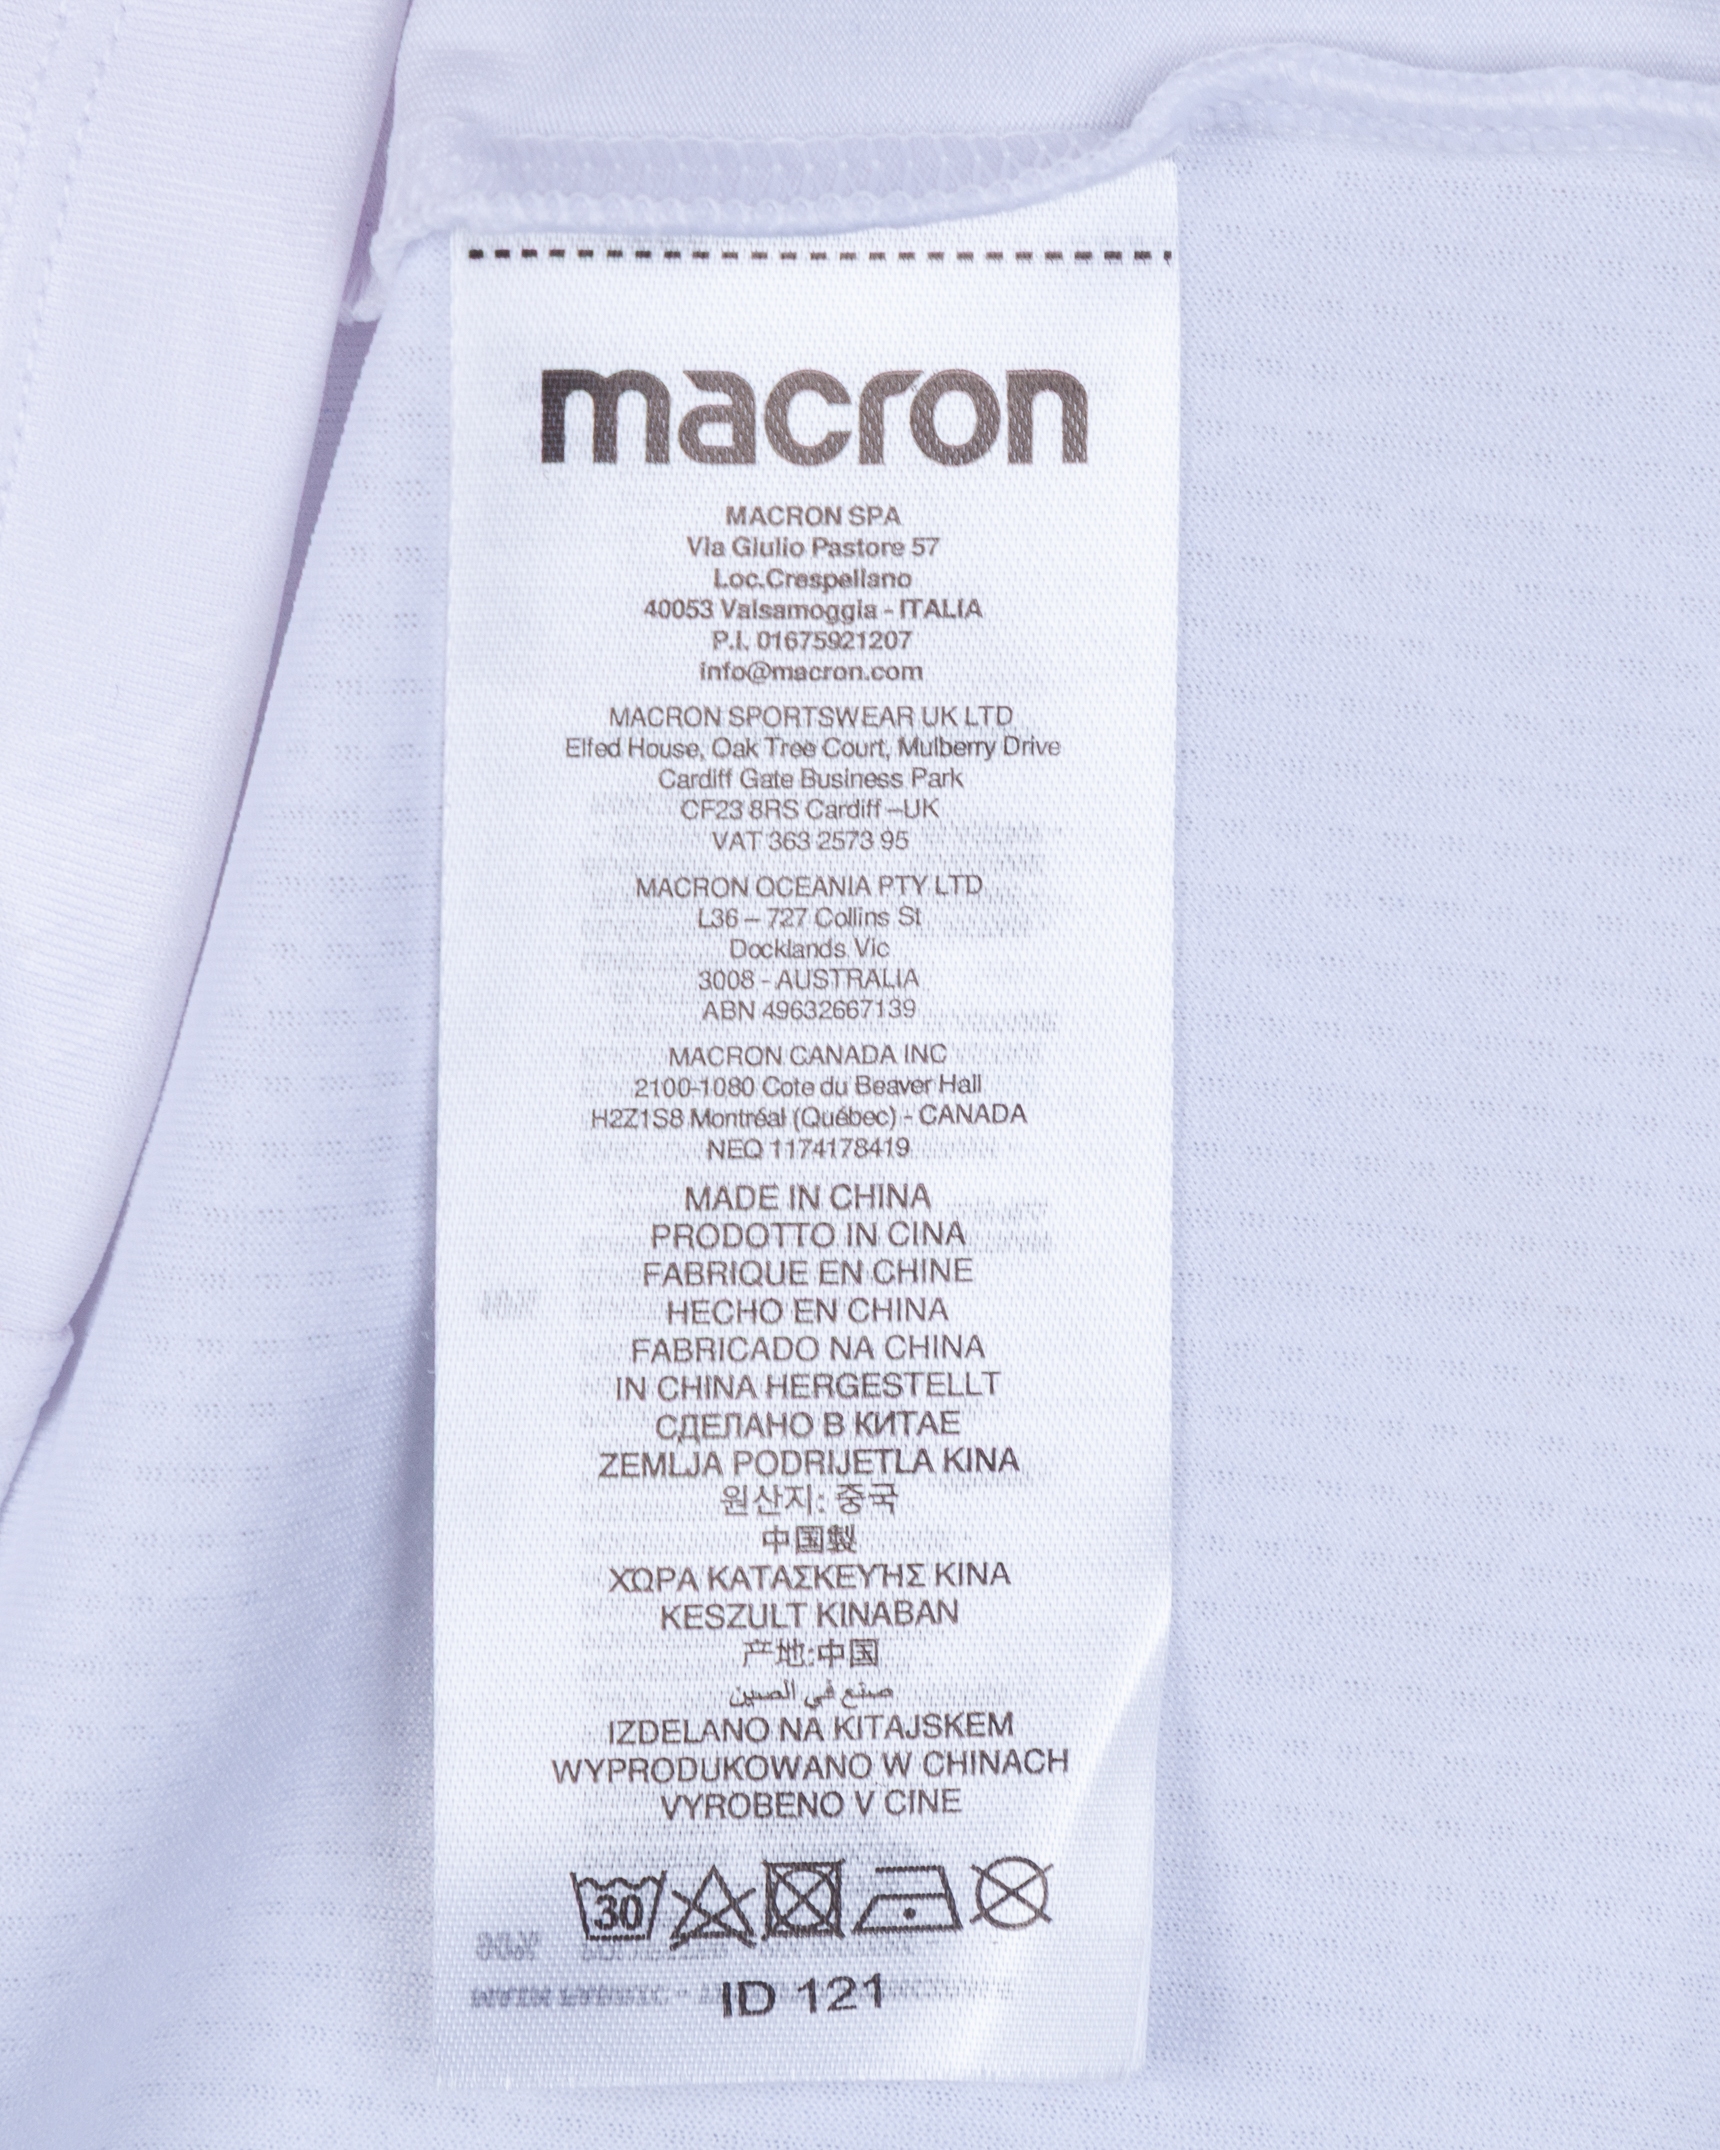 macron
MACRON SPA
Via Giulio Pastore 57
Loc.Crespellano
40053 Valsamoggia - ITALIA
P.I. 01675921207
info@macron.com
MACRON SPORTSWEAR UK LTD
Elfed House, Oak Tree Court, Mulberry Drive
Cardiff Gate Business Park
CF23 8RS Cardiff –UK
VAT 363 2573 95
MACRON OCEANIA PTY LTD
L36 – 727 Collins St
Docklands Vic
3008 - AUSTRALIA
ABN 49632667139
MACRON CANADA INC
2100-1080 Cote du Beaver Hall
H2Z1S8 Montréal (Québec) - CANADA
NEQ 1174178419
MADE IN CHINA
PRODOTTO IN CINA
FABRIQUE EN CHINE
HECHO EN CHINA
FABRICADO NA CHINA
IN CHINA HERGESTELLT
СДЕЛАНО В КИТАЕ
ZEMLJA PODRIJETLA KINA
원산지: 중국
中国製
ΧΏΡΑ ΚΑΤΑΣΚΕΥΉΣ ΚΙΝΑ
KESZULT KINABAN
产地:中国
صنع في الصين
IZDELANO NA KITAJSKEM
WYPRODUKOWANO W CHINACH
VYROBENO V CINE
30
ID 121